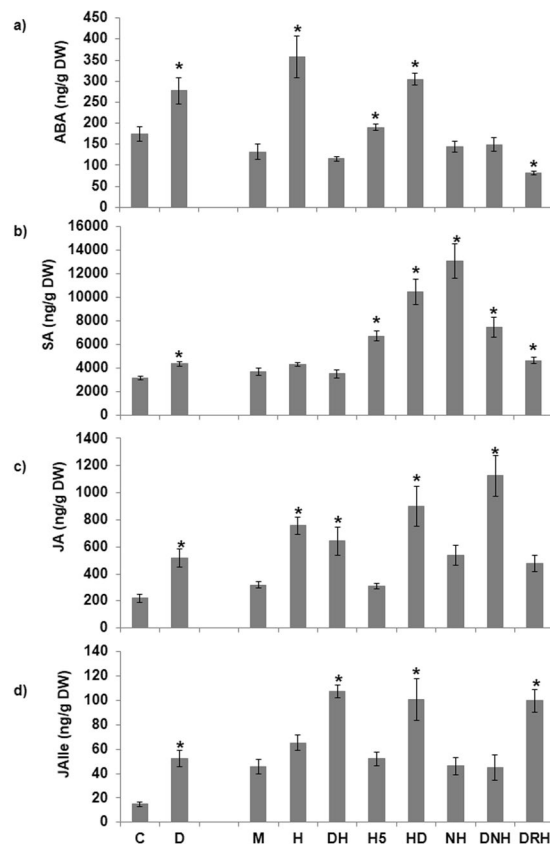 a)
ABA (ng/g DW)
450
400
350
300
250
200
150
100
50
0
* * * * *
b)
SA (ng/g DW)
16000
14000
12000
10000
8000
6000
4000
2000
0
* * * * * *
c)
JA (ng/g DW)
1400
1200
1000
800
600
400
200
0
* * * * *
d)
JAIle (ng/g DW)
140
120
100
80
60
40
20
0
* * * *
C D M H DH H5 HD NH DNH DRH